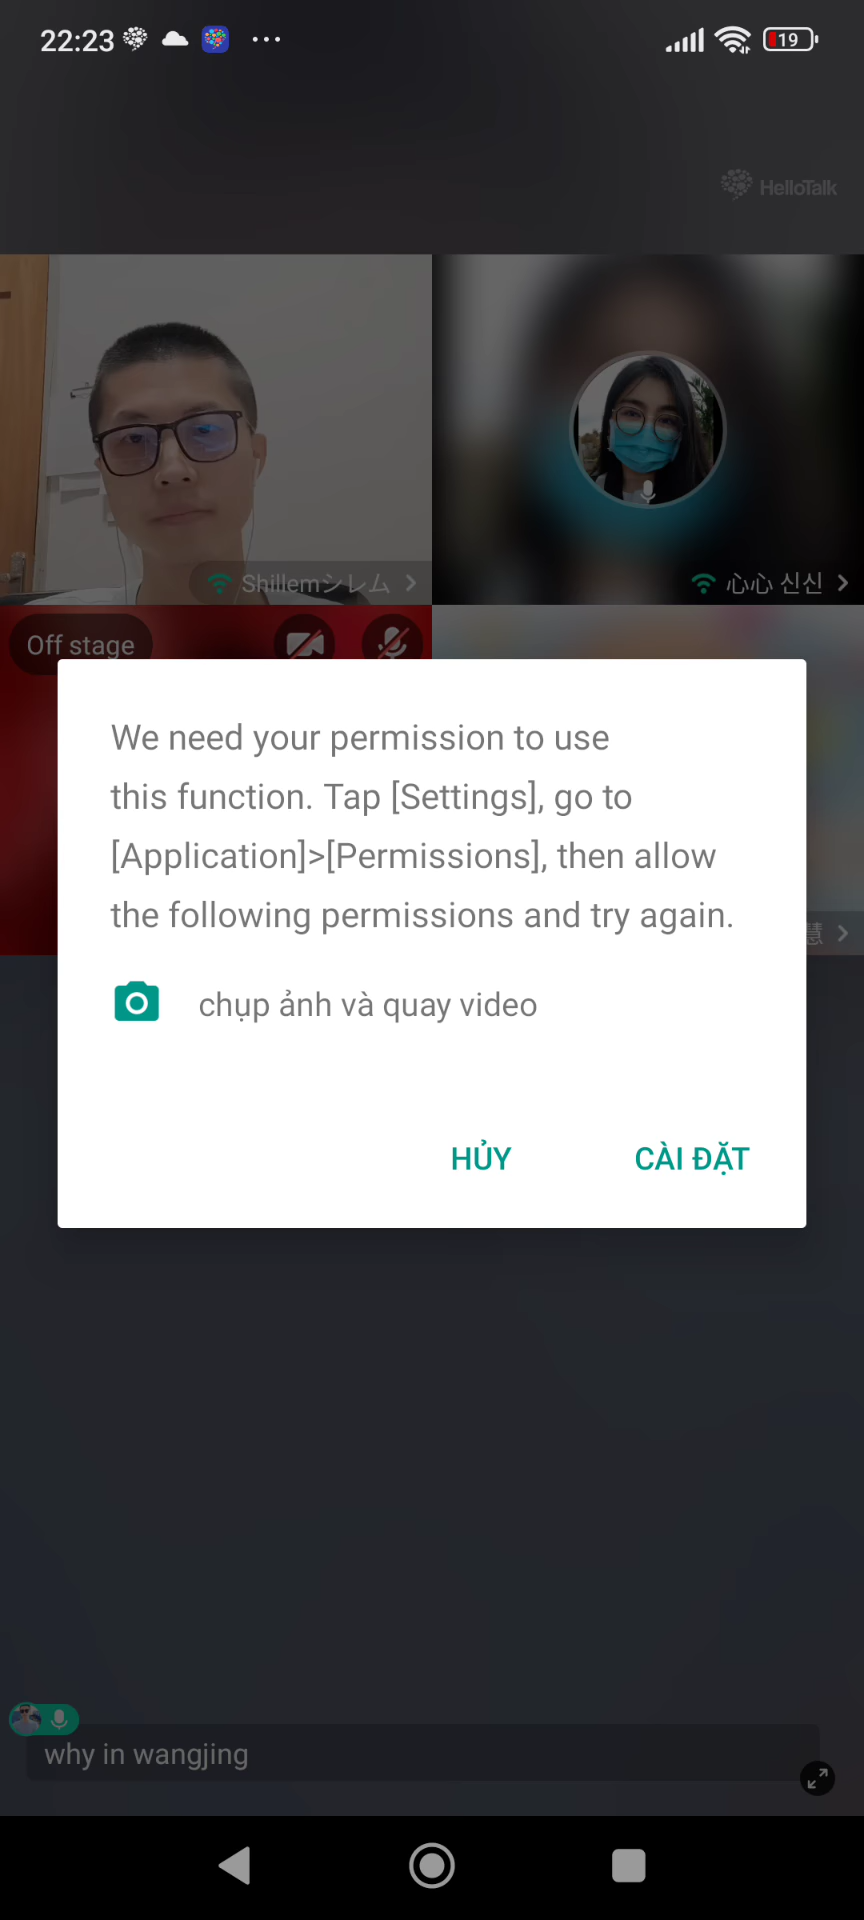 22:23
19
HelloTalk
Shillemシレム
心心 신신
Off stage
We need your permission to use
this function. Tap [Settings], go to
[Application]>[Permissions], then allow
the following permissions and try again.
慧
chụp ảnh và quay video
HỦY
CÀI ĐẶT
why in wangjing